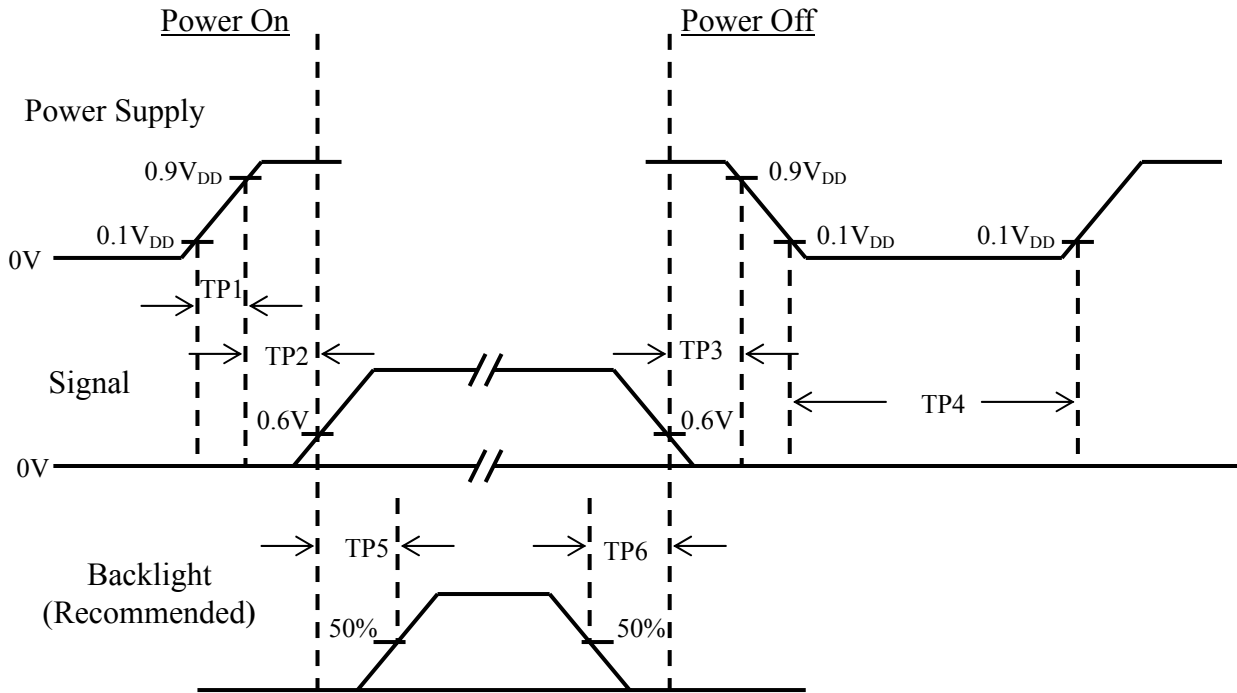 Power On
Power Off
Power Supply
0.9VDD
0.9VDD
0.1VDD
0.1VDD
0.1VDD
0V
TP1
TP2
TP3
TP4
Signal
0.6V
0.6V
0V
TP5
TP6
Backlight
(Recommended)
50%
50%